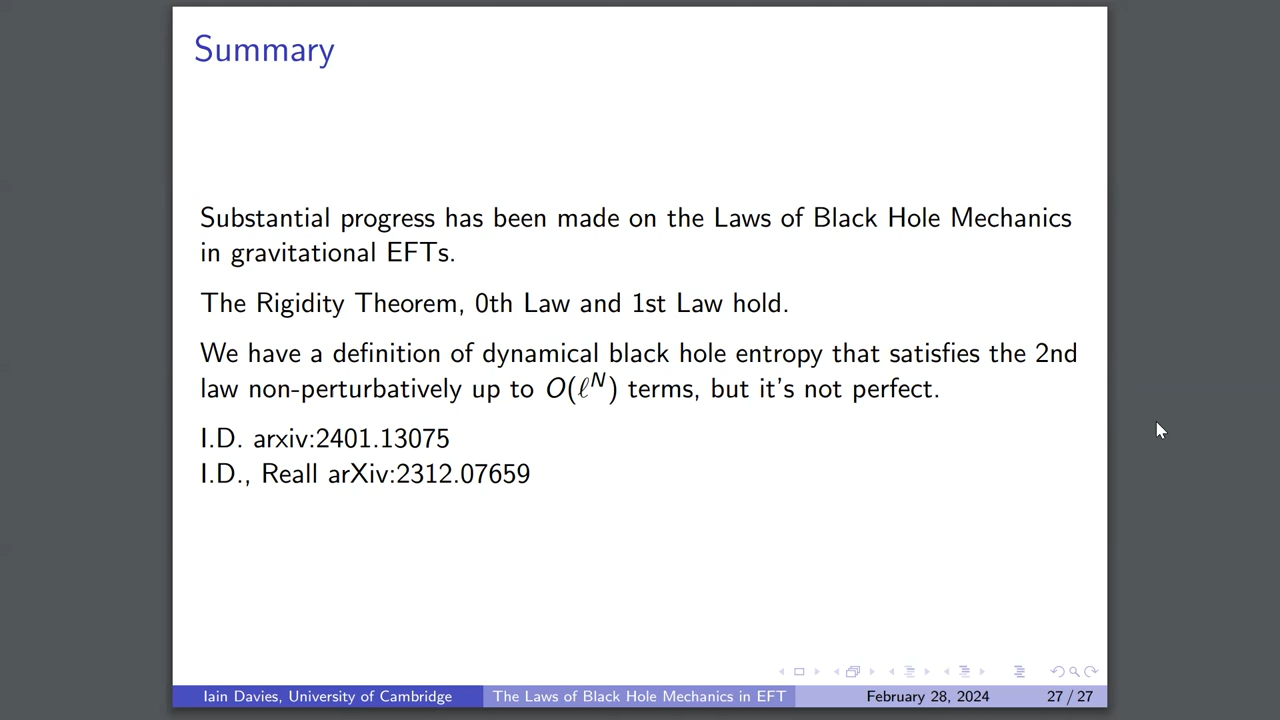 Summary
Substantial progress has been made on the Laws of Black Hole Mechanics
in gravitational EFTs.
The Rigidity Theorem, 0th Law and 1st Law hold.
We have a definition of dynamical black hole entropy that satisfies the 2nd
law non-perturbatively up to O(ℓ^N) terms, but it's not perfect.
I.D. arxiv:2401.13075
I.D., Reall arXiv:2312.07659
Iain Davies, University of Cambridge The Laws of Black Hole Mechanics in EFT February 28, 2024 27 / 27